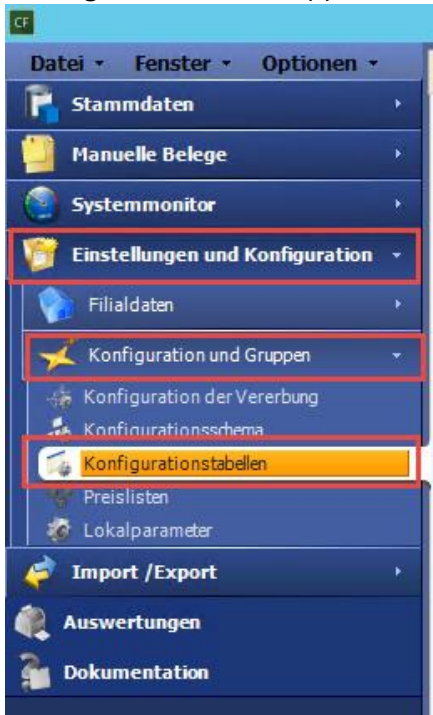 CF
Datei Fenster Optionen
Stammdaten
Manuelle Belege
Systemmonitor
Einstellungen und Konfiguration
Filialdaten
Konfiguration und Gruppen
Konfiguration der Vererbung
Konfigurationsschema
Konfigurationstabellen
Preislisten
Lokalparameter
Import /Export
Auswertungen
Dokumentation